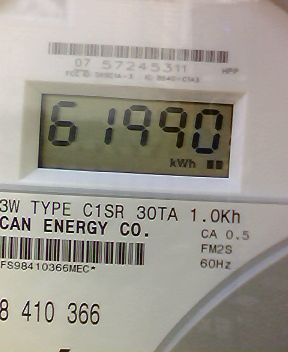 07 57245311
HPP
61990
kWh
3W TYPE C1SR 30TA 1.0Kh
CAN ENERGY CO.
CA 0.5
FM2S
60Hz
FS98410366MEC*
8 410 366